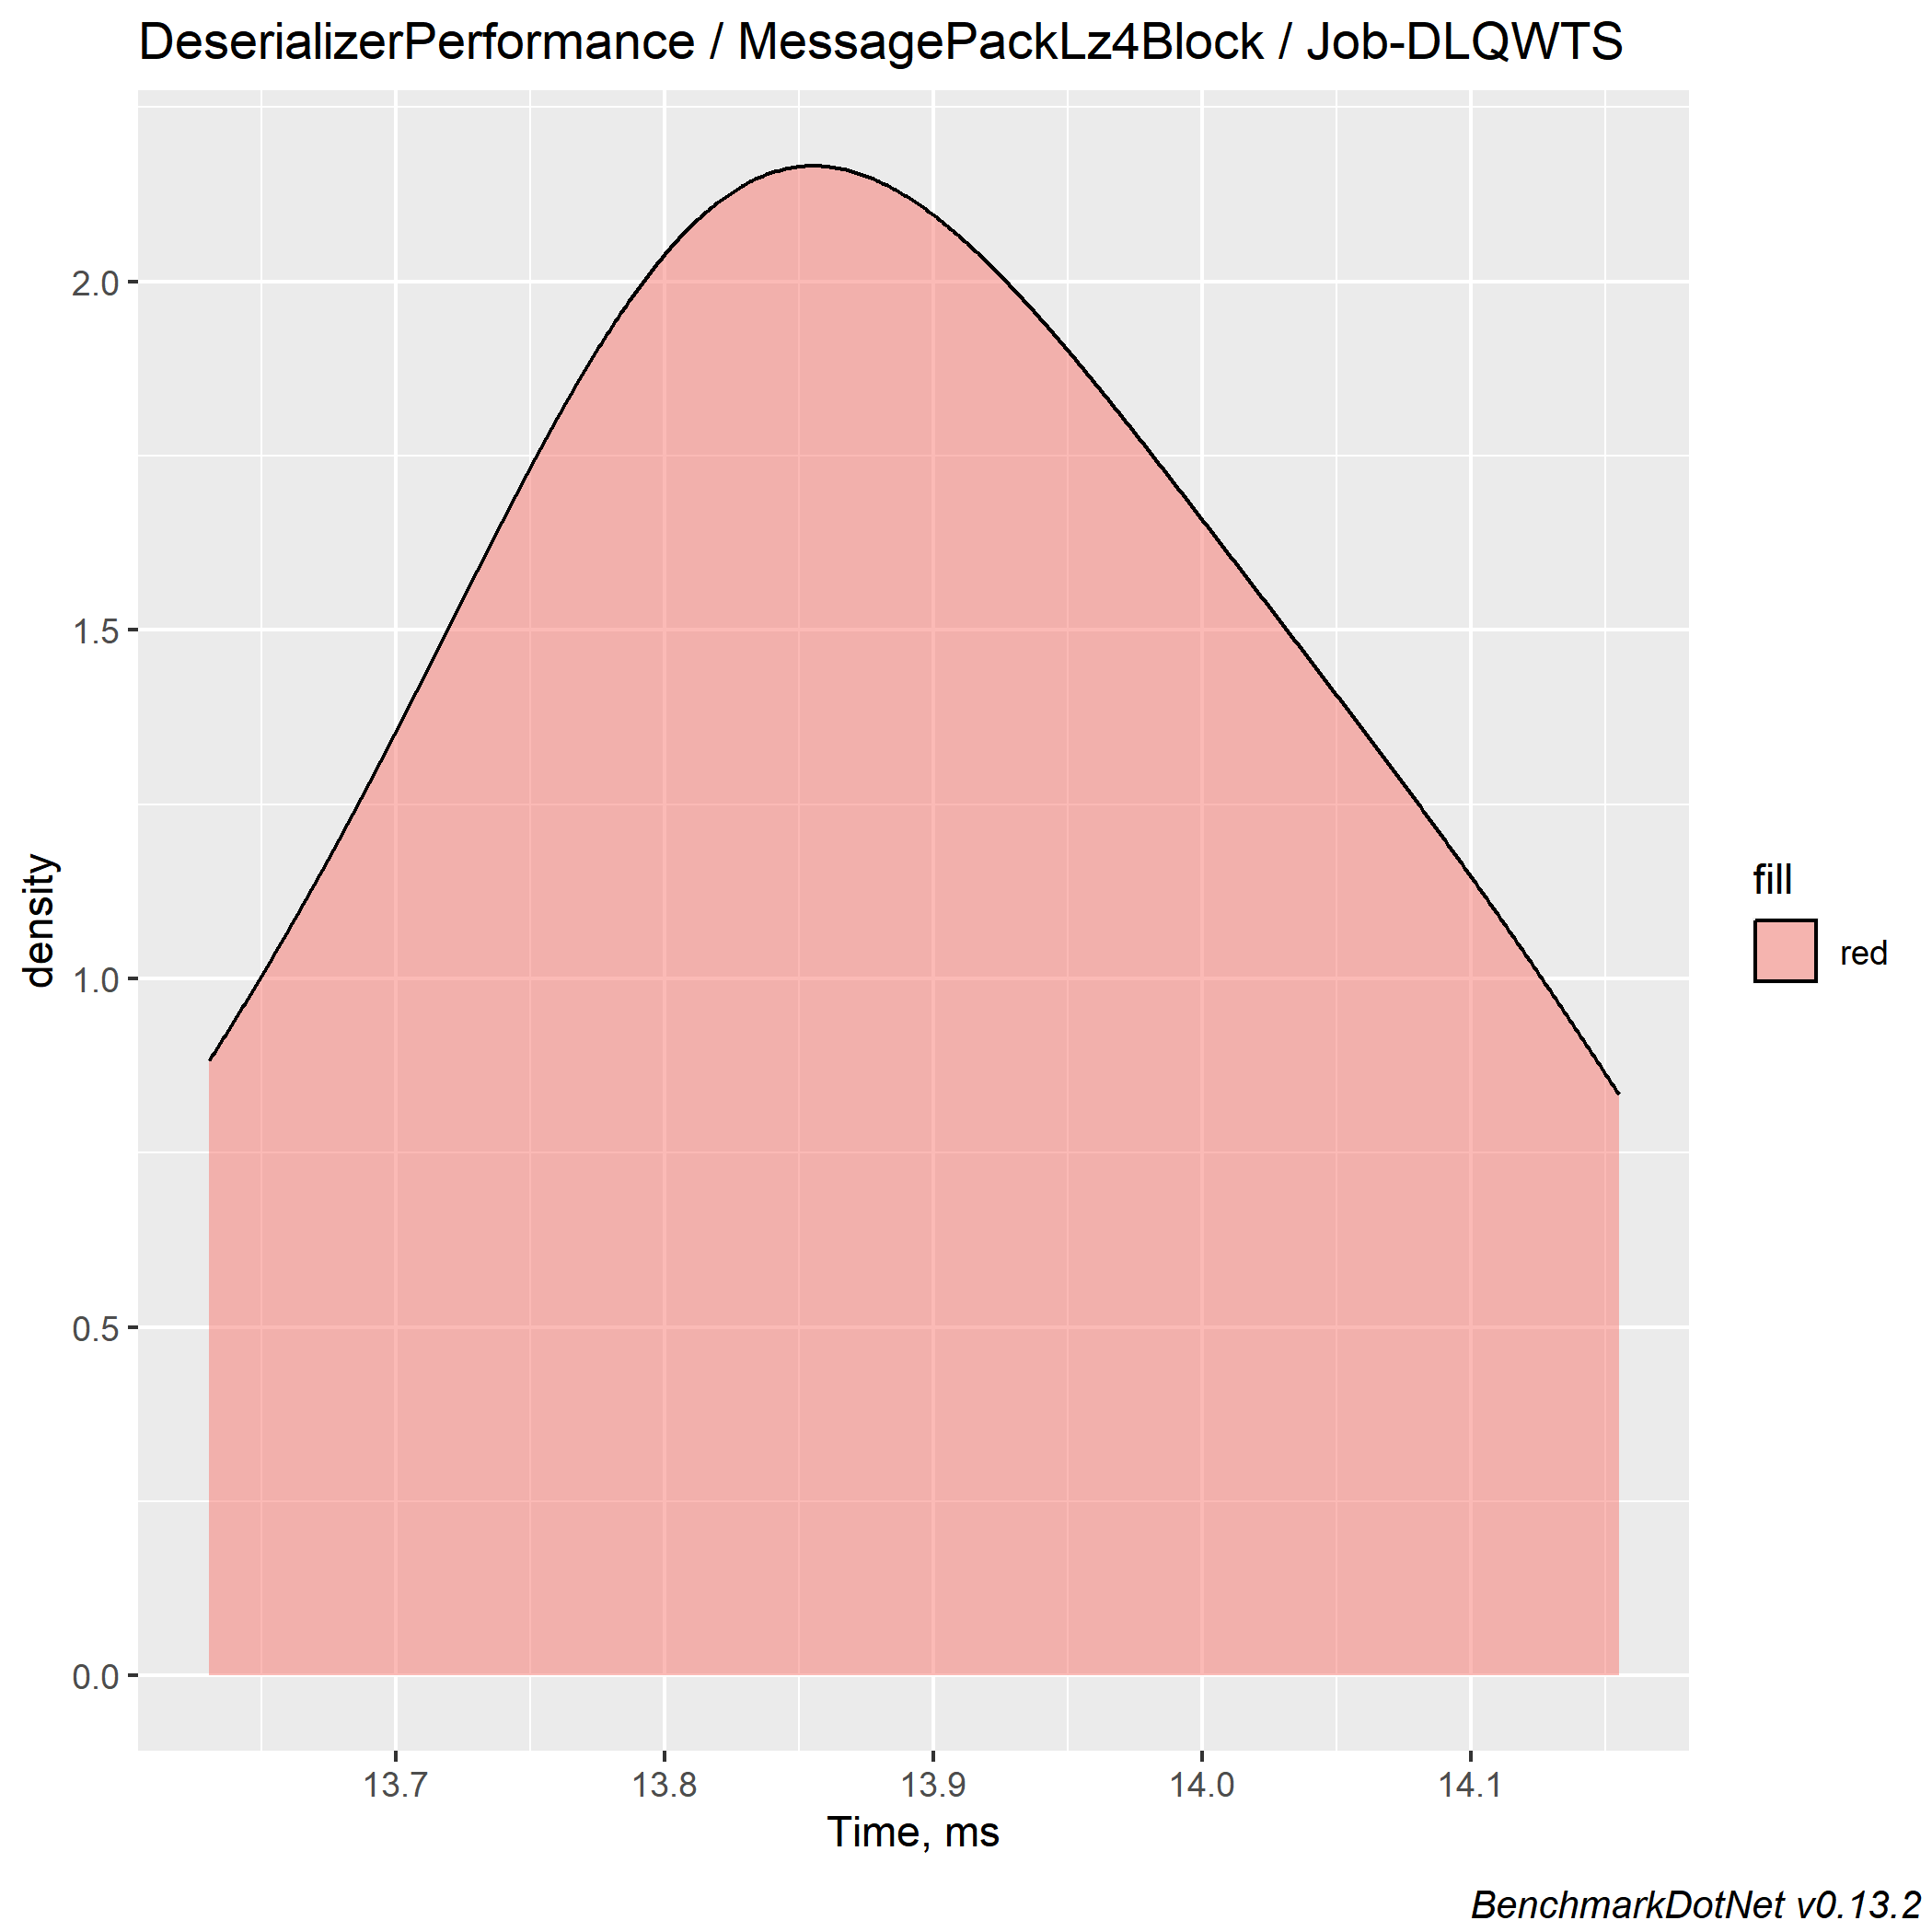 DeserializerPerformance / MessagePackLz4Block / Job-DLQWTS
2.0
1.5
1.0
0.5
0.0
density
13.7 13.8 13.9 14.0 14.1
Time, ms
fill
red
BenchmarkDotNet v0.13.2